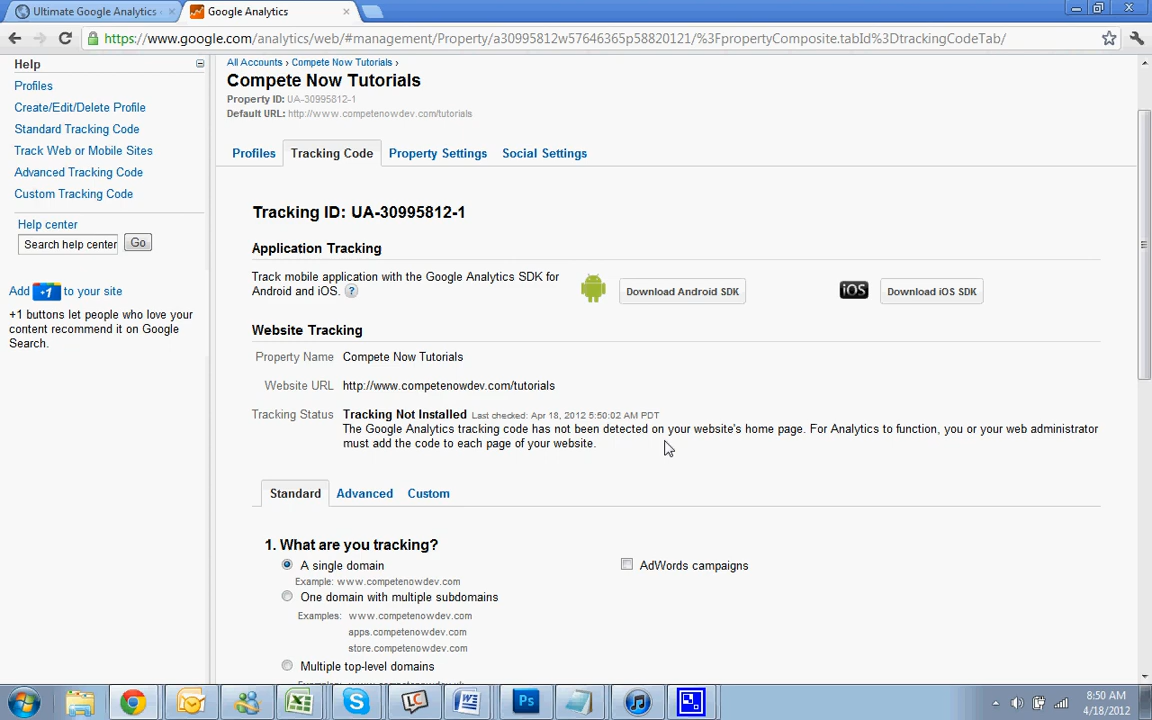 Ultimate Google Analytics
Google Analytics
https://www.google.com/analytics/web/#management/Property/a30995812w57646365p58820121/%3FpropertyComposite.tabId%3DtrackingCodeTab/
Help
Profiles
Create/Edit/Delete Profile
Standard Tracking Code
Track Web or Mobile Sites
Advanced Tracking Code
Custom Tracking Code
Help center
Search help center Go
Add +1 to your site
+1 buttons let people who love your
content recommend it on Google
Search.
All Accounts › Compete Now Tutorials ›
Compete Now Tutorials
Property ID: UA-30995812-1
Default URL: http://www.competenowdev.com/tutorials
Profiles Tracking Code Property Settings Social Settings
Tracking ID: UA-30995812-1
Application Tracking
Track mobile application with the Google Analytics SDK for
Android and iOS. ?
Download Android SDK
iOS Download iOS SDK
Website Tracking
Property Name Compete Now Tutorials
Website URL http://www.competenowdev.com/tutorials
Tracking Status Tracking Not Installed Last checked: Apr 18, 2012 5:50:02 AM PDT
The Google Analytics tracking code has not been detected on your website's home page. For Analytics to function, you or your web administrator
must add the code to each page of your website.
Standard Advanced Custom
1. What are you tracking?
A single domain
Example: www.competenowdev.com
One domain with multiple subdomains
Examples: www.competenowdev.com
apps.competenowdev.com
store.competenowdev.com
Multiple top-level domains
AdWords campaigns
LC
Ps
8:50 AM
4/18/2012